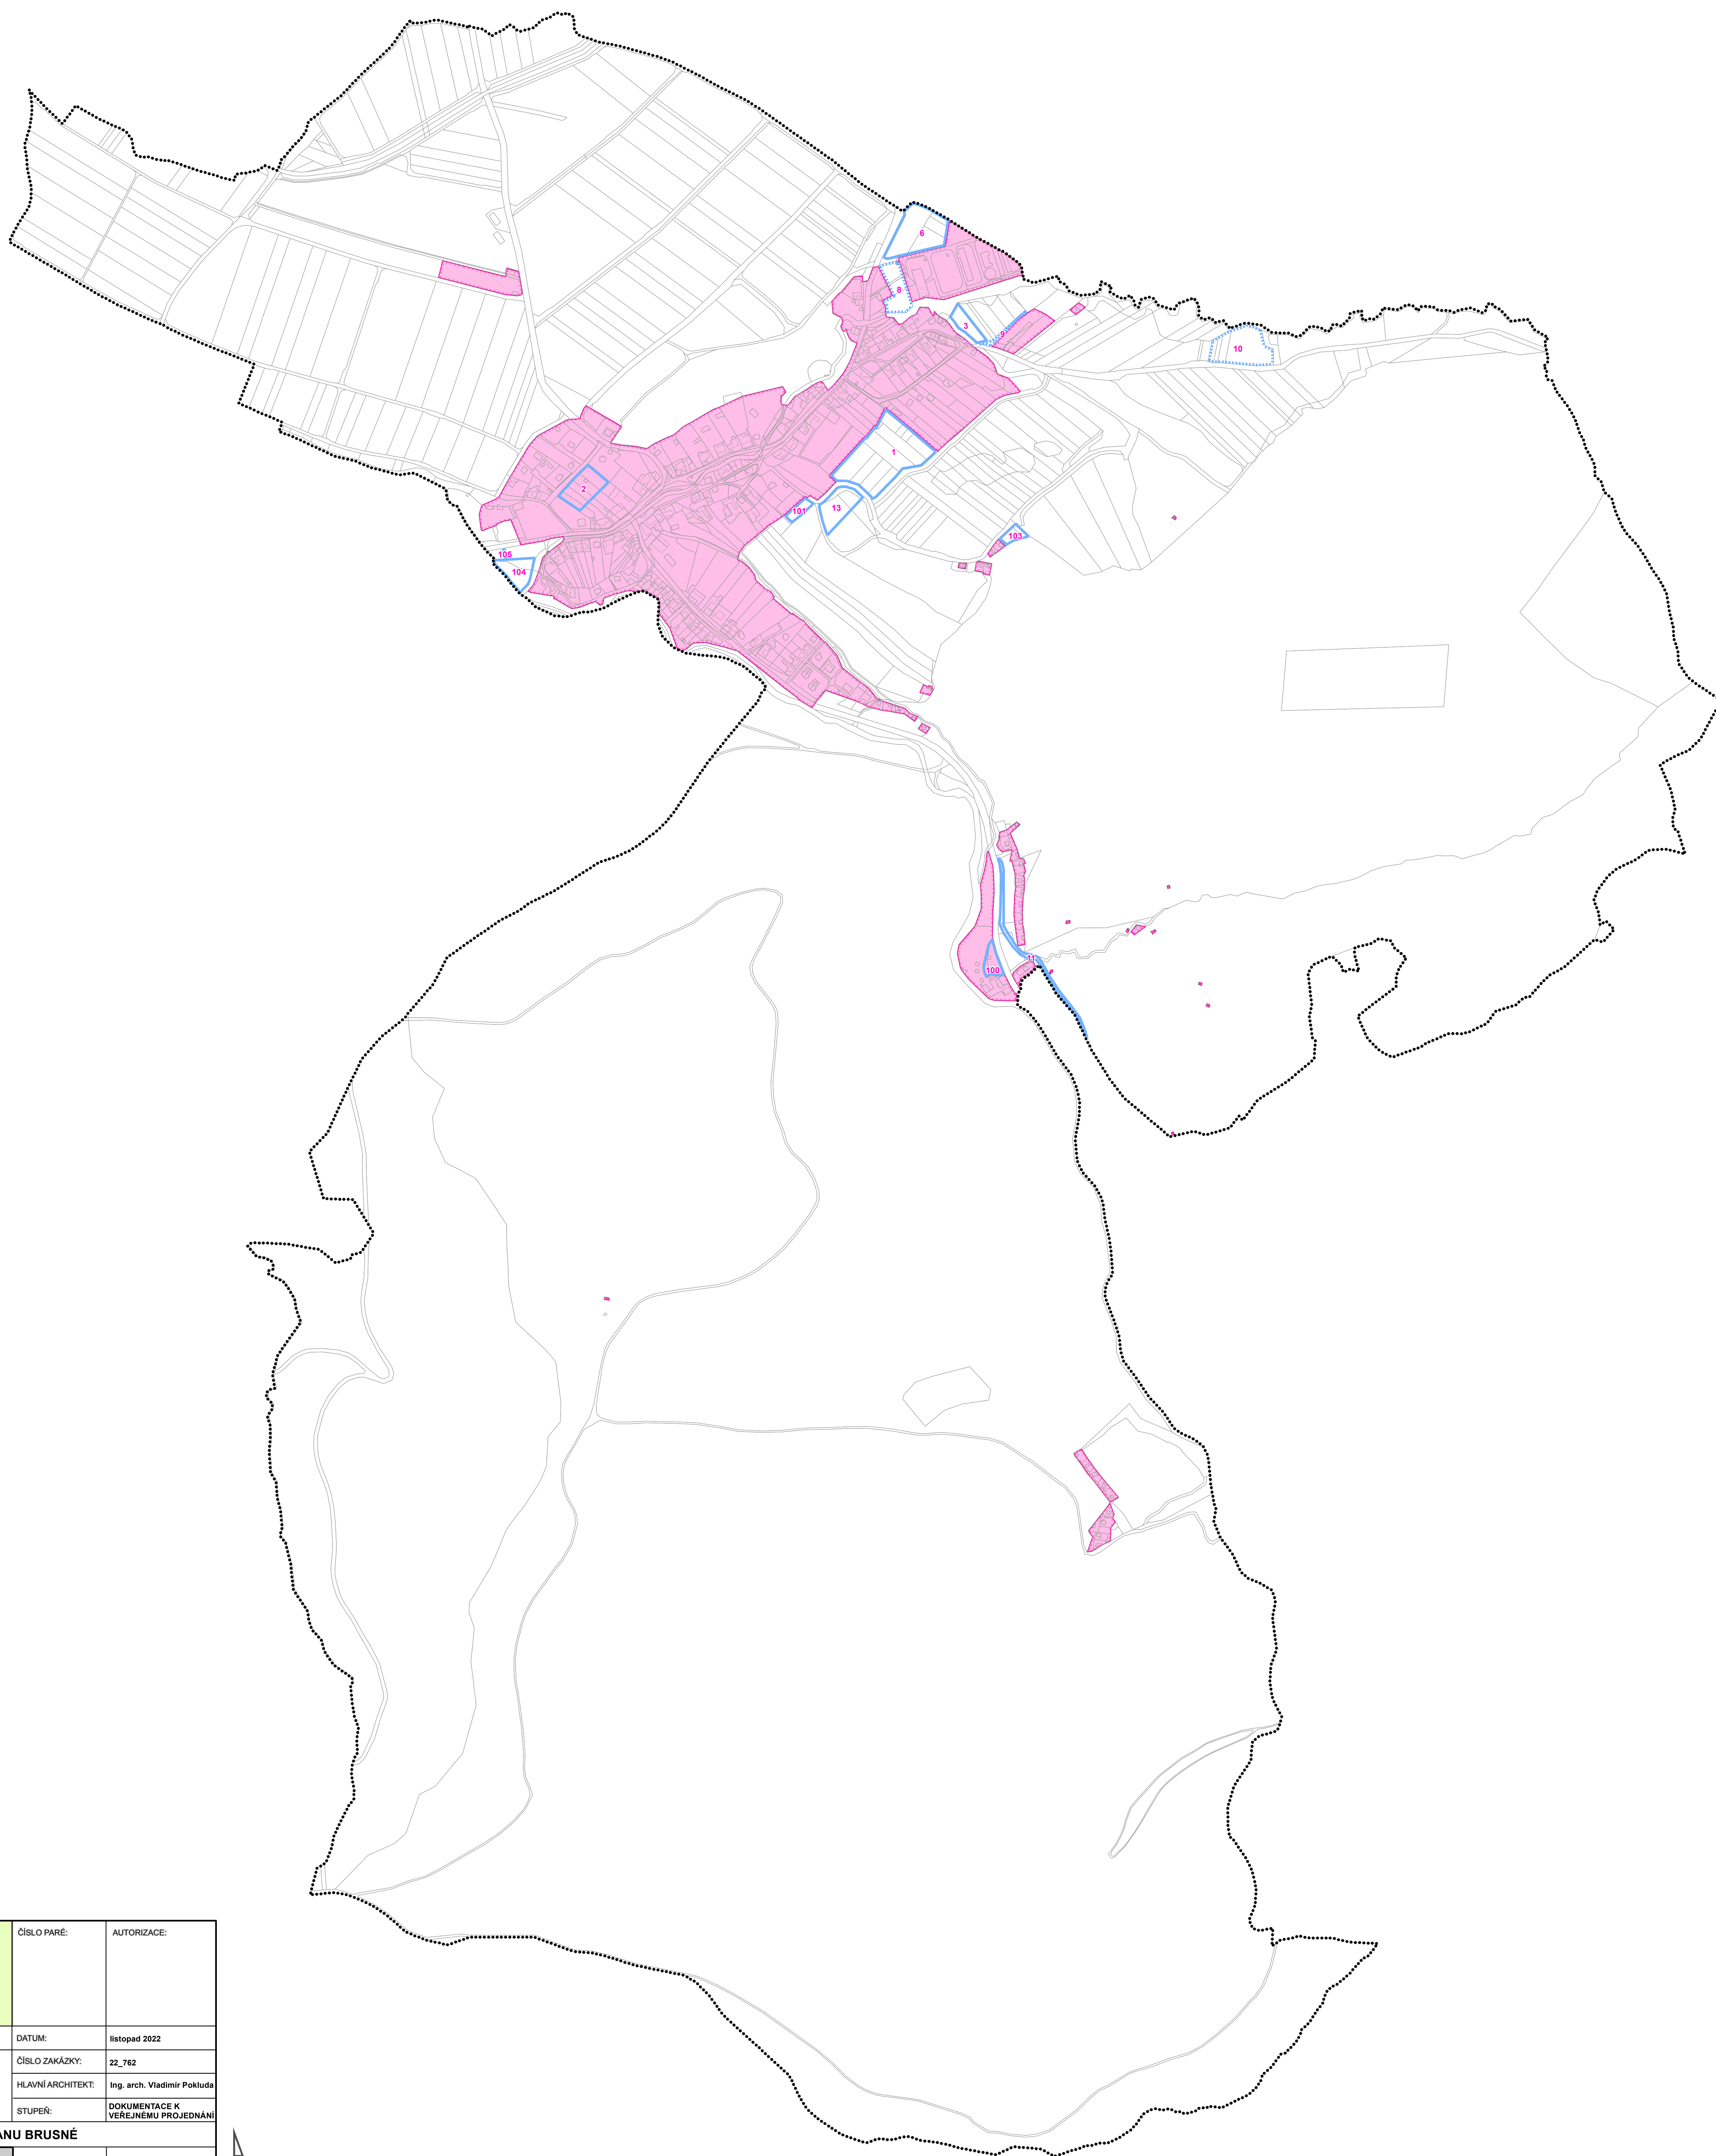 6
8
3
9
10
1
2
101
13
103
105
104
11
100
ČÍSLO PARÉ:
AUTORIZACE:
DATUM:
listopad 2022
ČÍSLO ZAKÁZKY:
22_762
HLAVNÍ ARCHITEKT:
Ing. arch. Vladimír Pokluda
STUPEŇ:
DOKUMENTACE K
VEŘEJNÉMU PROJEDNÁNÍ
BRUSNÉ